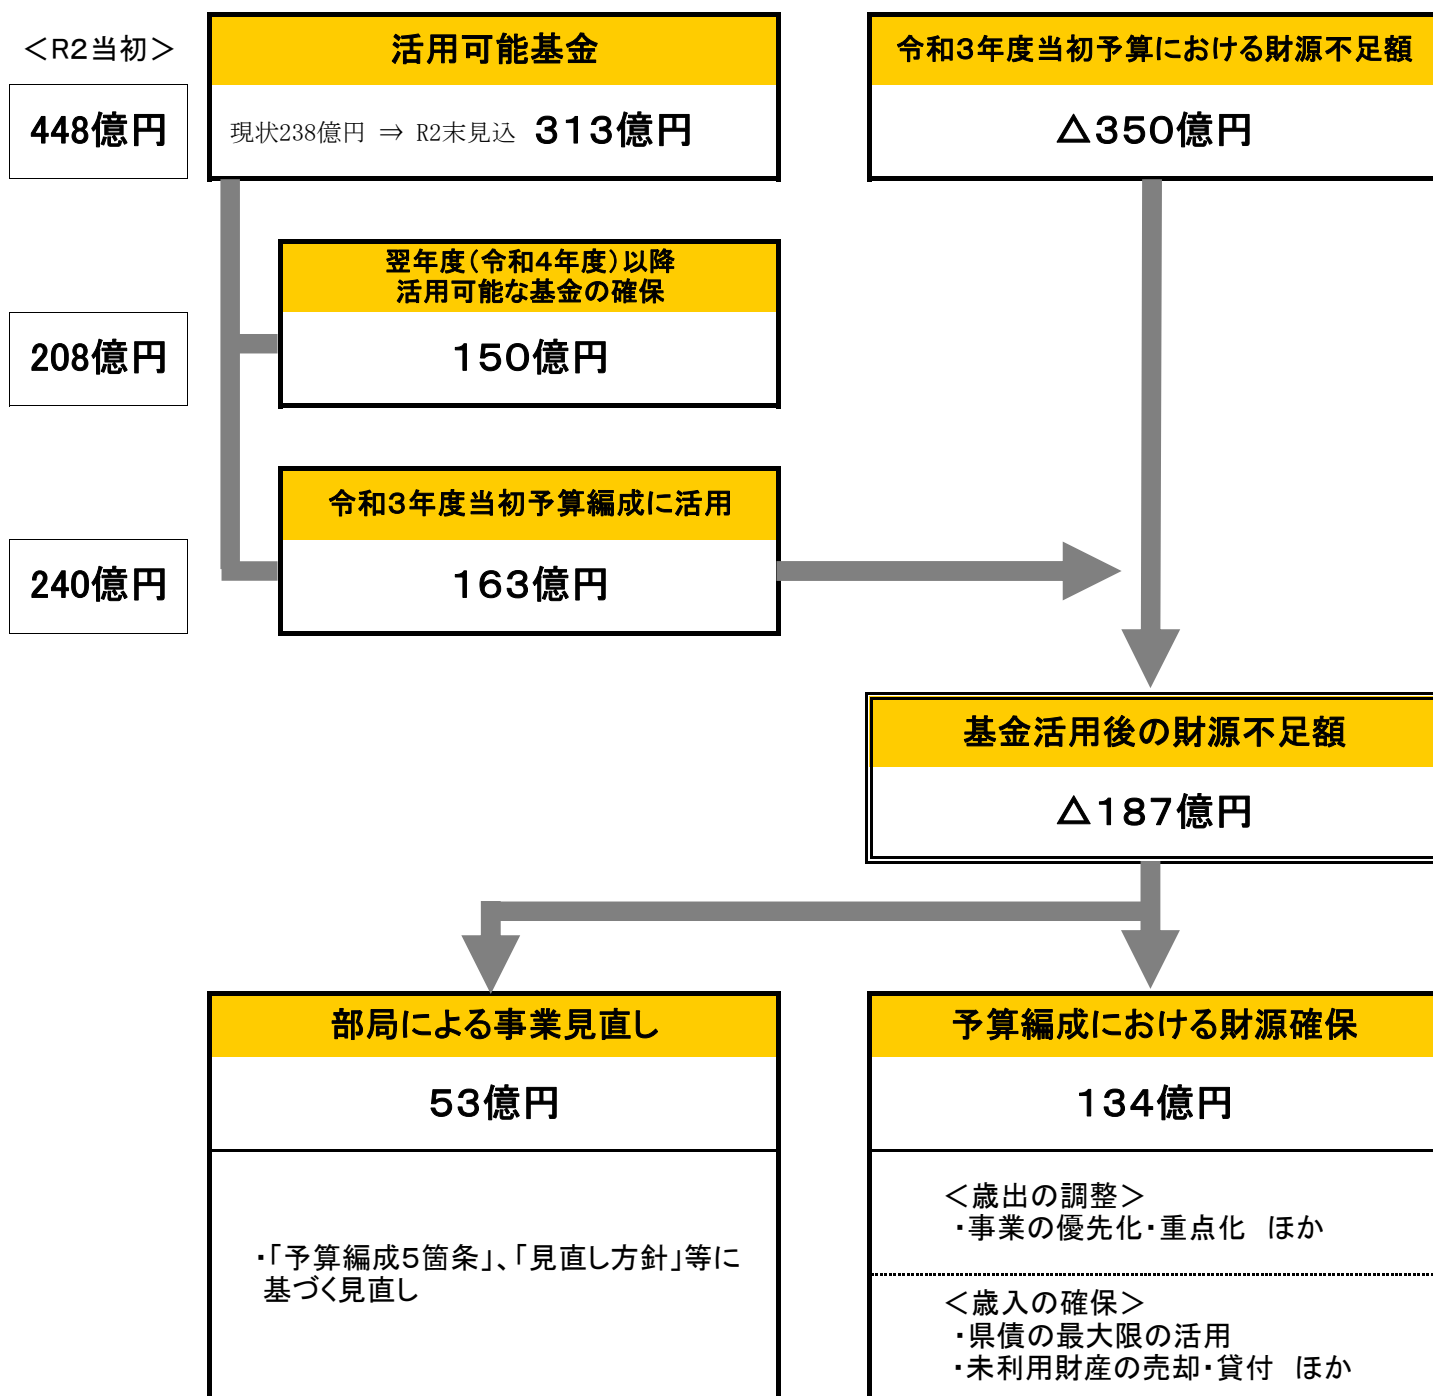 ＜R2当初＞
活用可能基金
令和３年度当初予算における財源不足額
448億円
現状238億円 ⇒ R2末見込 ３１３億円
△３５０億円
翌年度（令和４年度）以降
活用可能な基金の確保
208億円
１５０億円
令和３年度当初予算編成に活用
240億円
１６３億円
基金活用後の財源不足額
△１８７億円
部局による事業見直し
予算編成における財源確保
５３億円
１３４億円
＜歳出の調整＞
・事業の優先化・重点化　ほか
・「予算編成５箇条」、「見直し方針」等に
基づく見直し
＜歳入の確保＞
・県債の最大限の活用
・未利用財産の売却・貸付　ほか